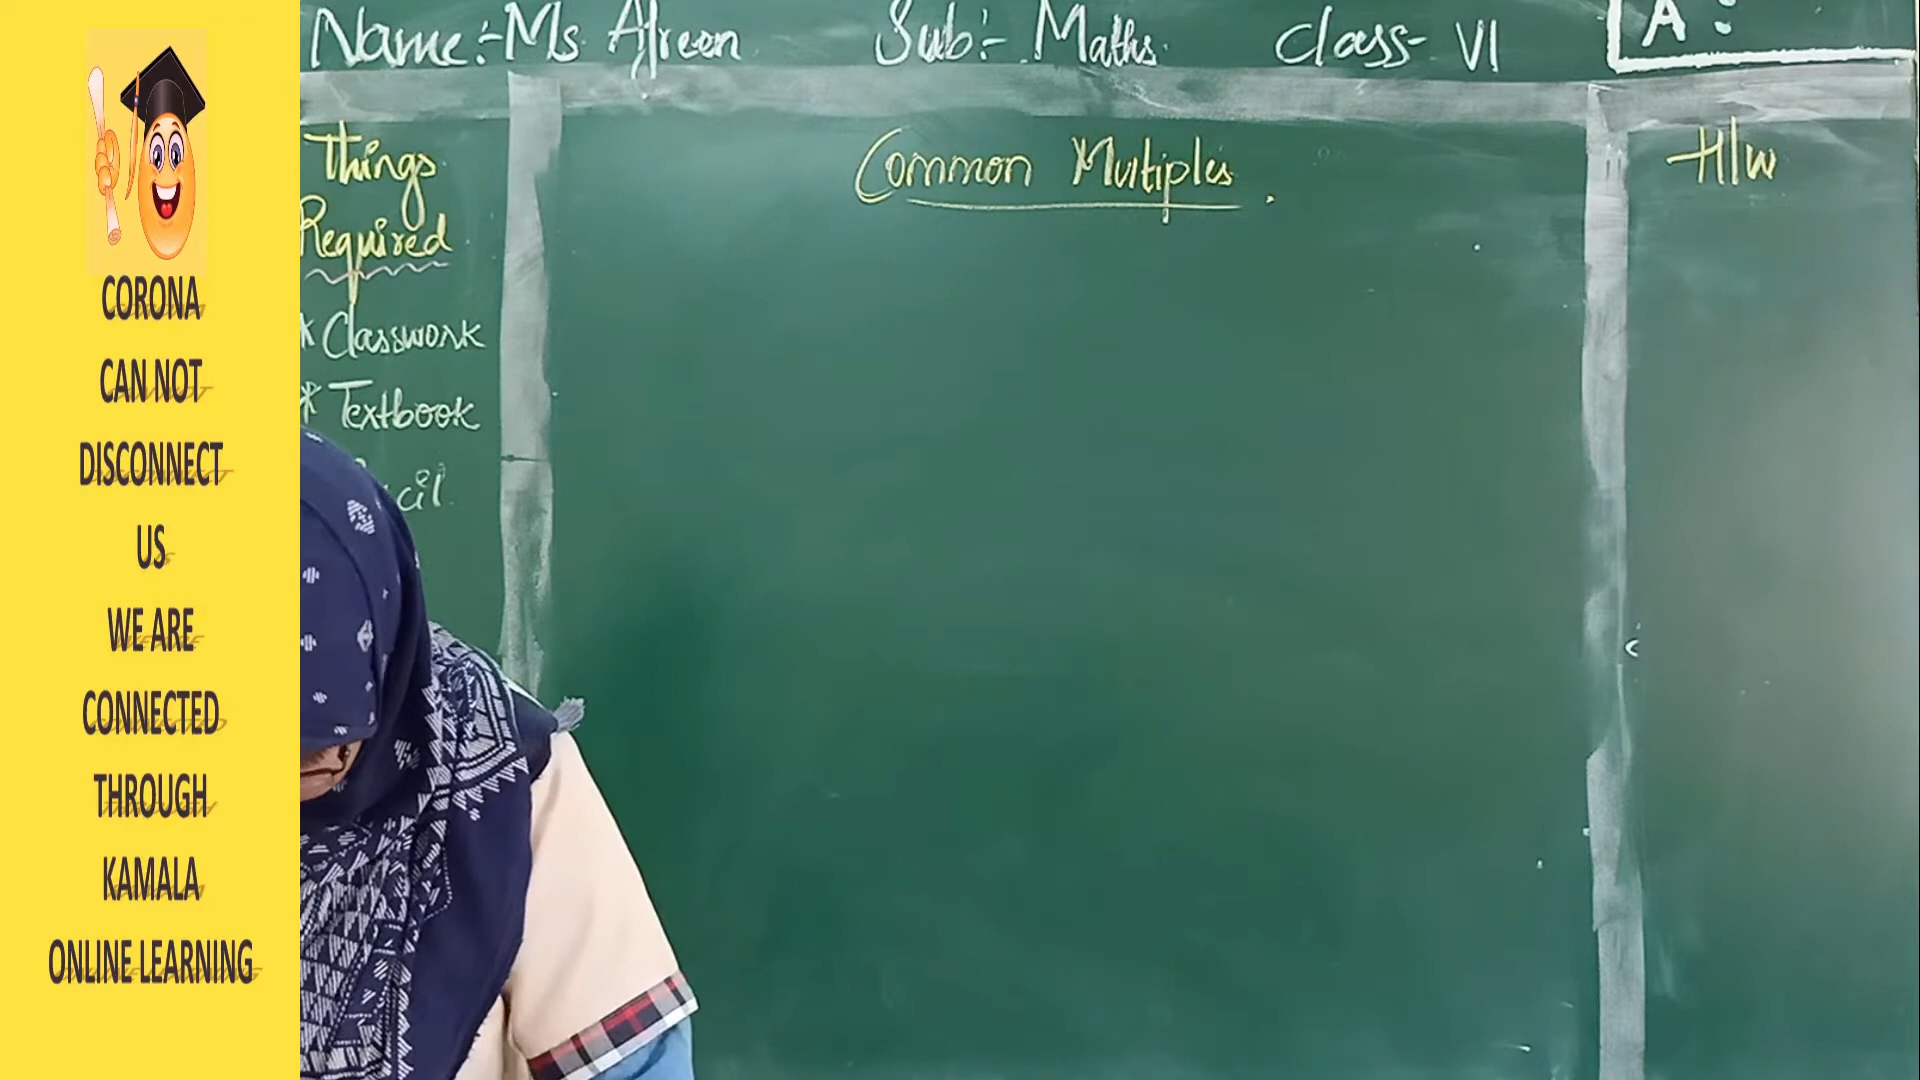 CORONA
CAN NOT
DISCONNECT
US
WE ARE
CONNECTED
THROUGH
KAMALA
ONLINE LEARNING
Name:-Ms Afreen Sub:- Maths. Class- VI
A :
Things
Required
* Classwork
* Textbook
cil.
Common Multiples.
H/w